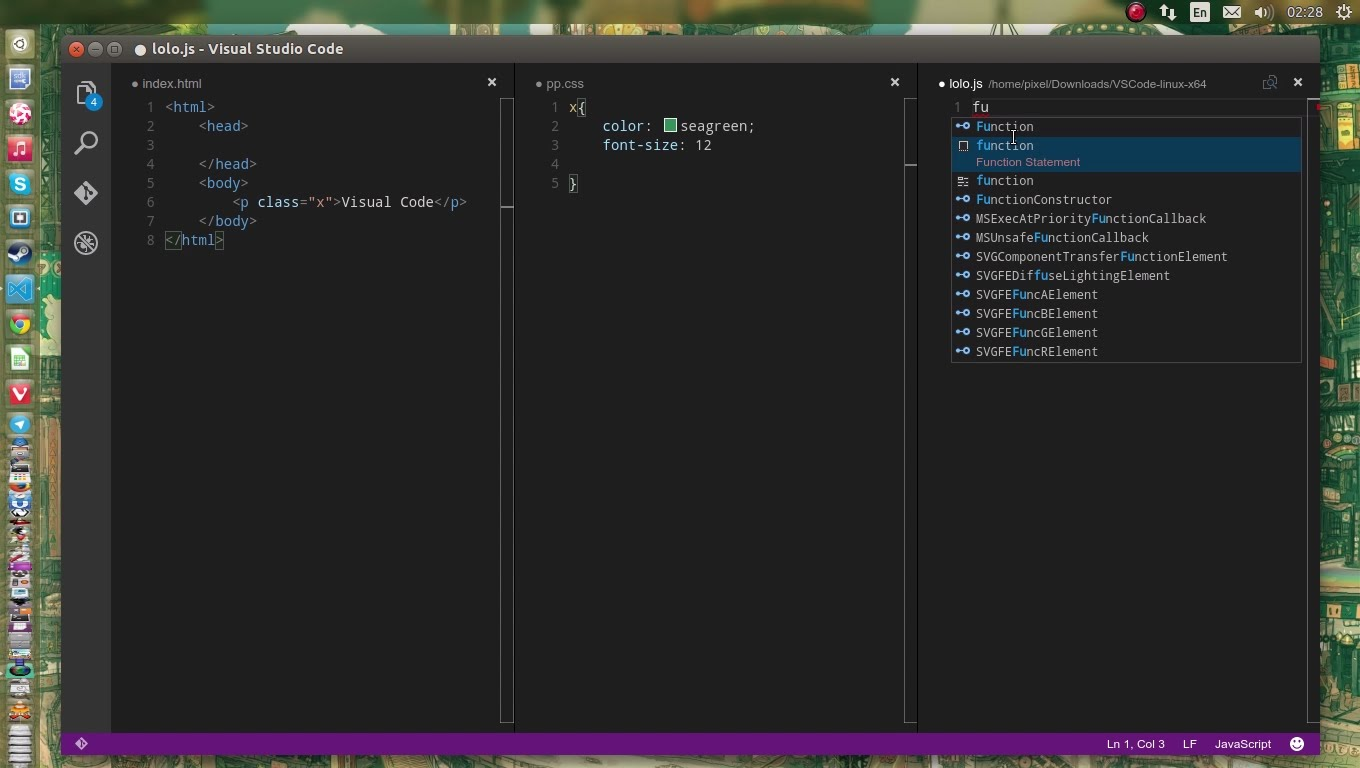 En 02:28
● lolo.js - Visual Studio Code
4
● index.html
1 <html>
2 <head>
3
4 </head>
5 <body>
6 <p class="x">Visual Code</p>
7 </body>
8 </html>
● pp.css
1 x{
2 color: seagreen;
3 font-size: 12
4
5 }
● lolo.js /home/pixel/Downloads/VSCode-linux-x64
1 fu
Function
function
Function Statement
function
FunctionConstructor
MSExecAtPriorityFunctionCallback
MSUnsafeFunctionCallback
SVGComponentTransferFunctionElement
SVGFEDiffuseLightingElement
SVGFEFuncAElement
SVGFEFuncBElement
SVGFEFuncGElement
SVGFEFuncRElement
Ln 1, Col 3 LF JavaScript